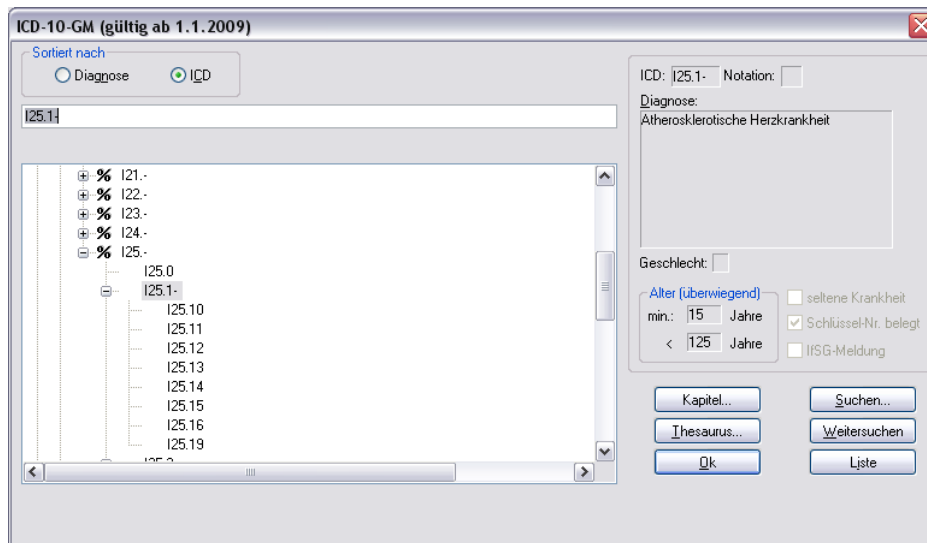 ICD-10-GM (gültig ab 1.1.2009)
Sortiert nach
Diagnose ICD
I25.1-
% I21.-
% I22.-
% I23.-
% I24.-
% I25.-
I25.0
I25.1-
I25.10
I25.11
I25.12
I25.13
I25.14
I25.15
I25.16
I25.19
ICD: I25.1- Notation:
Diagnose:
Atherosklerotische Herzkrankheit
Geschlecht:
Alter (überwiegend)
min.: 15 Jahre
< 125 Jahre
seltene Krankheit
Schlüssel-Nr. belegt
IfSG-Meldung
Kapitel... Suchen...
Thesaurus... Weitersuchen
Ok Liste